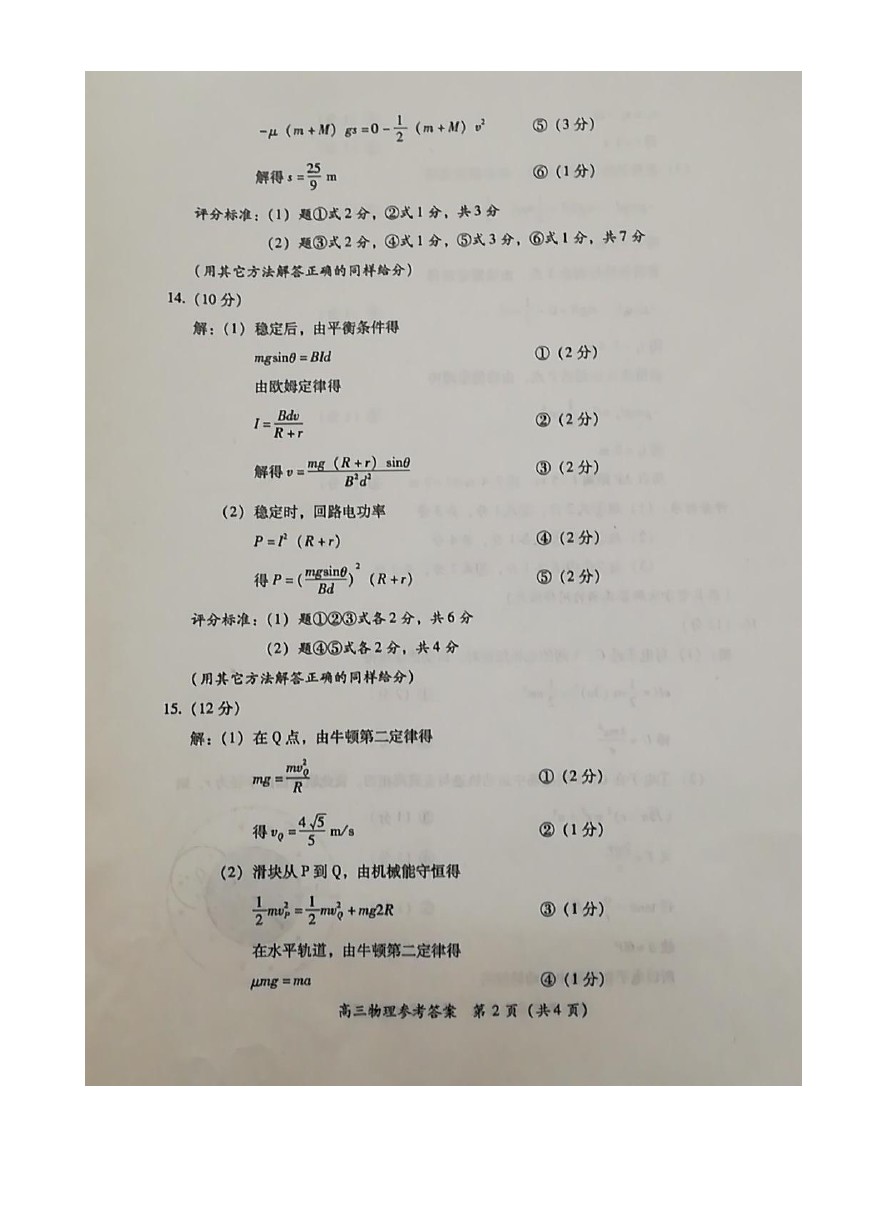 -μ（m+M）gs=0-1/2（m+M）v² ⑤（3分）
解得s=25/9 m ⑥（1分）
评分标准：（1）题①式2分，②式1分，共3分
（2）题③式2分，④式1分，⑤式3分，⑥式1分，共7分
（用其它方法解答正确的同样给分）
14.（10分）
解：（1）稳定后，由平衡条件得
mgsinθ=BId ①（2分）
由欧姆定律得
I=Bdv/R+r ②（2分）
解得v=mg（R+r）sinθ/B²d² ③（2分）
（2）稳定时，回路电功率
P=I²（R+r） ④（2分）
得P=(mgsinθ/Bd)²（R+r） ⑤（2分）
评分标准：（1）题①②③式各2分，共6分
（2）题④⑤式各2分，共4分
（用其它方法解答正确的同样给分）
15.（12分）
解：（1）在Q点，由牛顿第二定律得
mg=mv²_Q/R ①（2分）
得v_Q=4√5/5 m/s ②（1分）
（2）滑块从P到Q，由机械能守恒得
1/2mv²_P=1/2mv²_Q+mg2R ③（1分）
在水平轨道，由牛顿第二定律得
μmg=ma ④（1分）
高三物理参考答案 第2页（共4页）